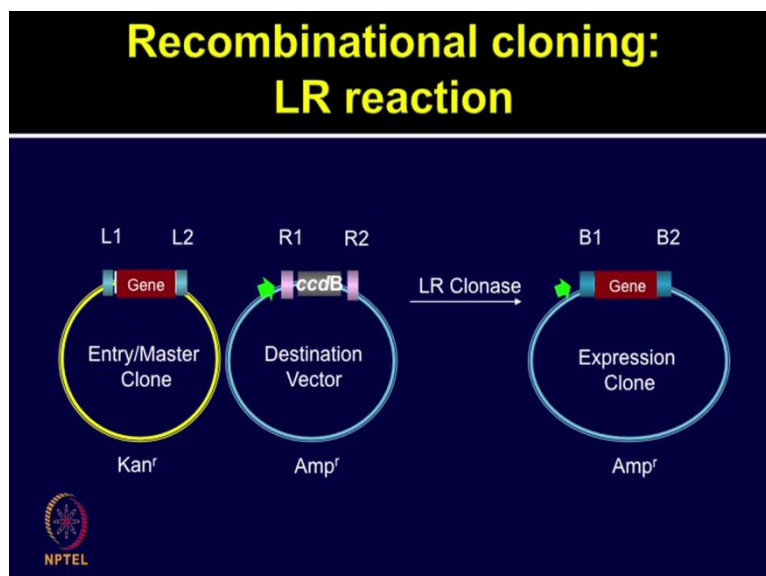 Recombinational cloning:
LR reaction
L1 L2 R1 R2 B1 B2
Gene ccdB LR Clonase Gene
Entry/Master Clone
Destination Vector
Expression Clone
Kanʳ Ampʳ Ampʳ
NPTEL